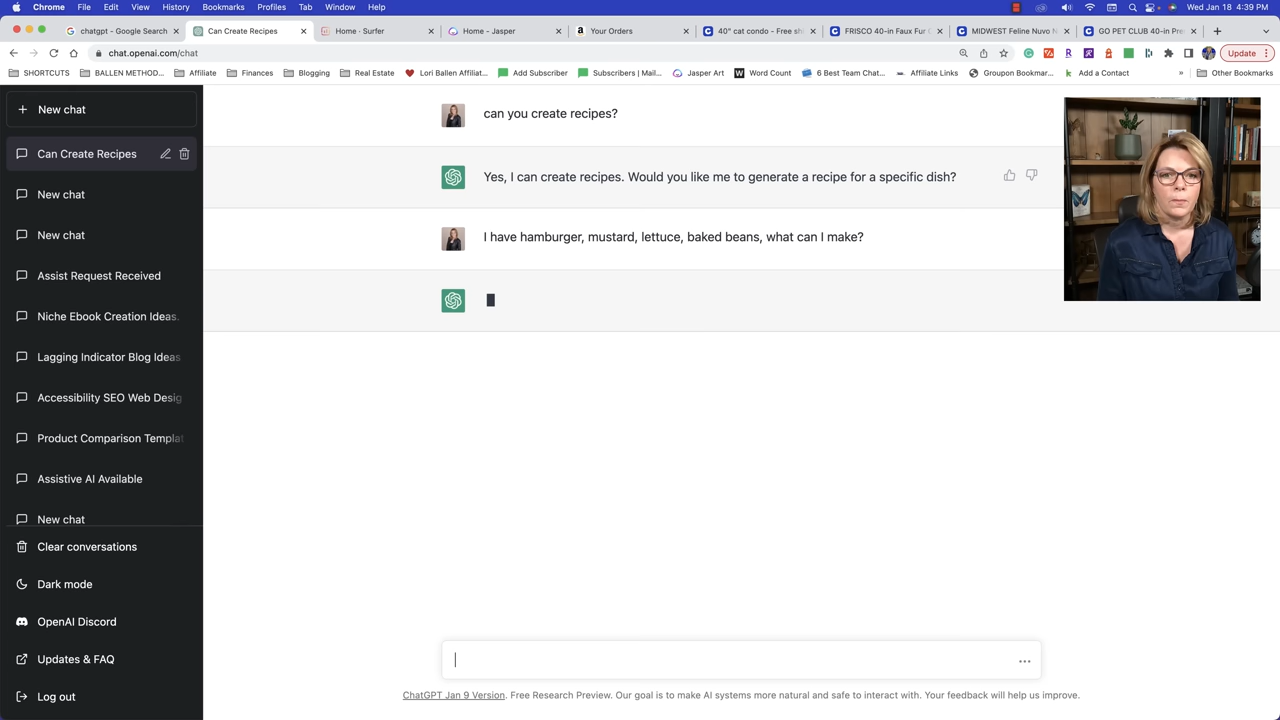 Chrome File Edit View History Bookmarks Profiles Tab Window Help
Wed Jan 18 4:39 PM
chatgpt - Google Search
Can Create Recipes
Home - Surfer
Home - Jasper
Your Orders
40" cat condo - Free sh
FRISCO 40-in Faux Fur
MIDWEST Feline Nuvo N
GO PET CLUB 40-in Pre
chat.openai.com/chat
Update
SHORTCUTS
BALLEN METHOD...
Affiliate
Finances
Blogging
Real Estate
Lori Ballen Affiliat...
Add Subscriber
Subscribers | Mail...
Jasper Art
Word Count
6 Best Team Chat...
Affiliate Links
Groupon Bookmar...
Add a Contact
»
Other Bookmarks
+ New chat
Can Create Recipes
New chat
New chat
Assist Request Received
Niche Ebook Creation Ideas.
Lagging Indicator Blog Ideas
Accessibility SEO Web Desig
Product Comparison Templat
Assistive AI Available
New chat
Clear conversations
Dark mode
OpenAI Discord
Updates & FAQ
Log out
can you create recipes?
Yes, I can create recipes. Would you like me to generate a recipe for a specific dish?
I have hamburger, mustard, lettuce, baked beans, what can I make?
ChatGPT Jan 9 Version. Free Research Preview. Our goal is to make AI systems more natural and safe to interact with. Your feedback will help us improve.